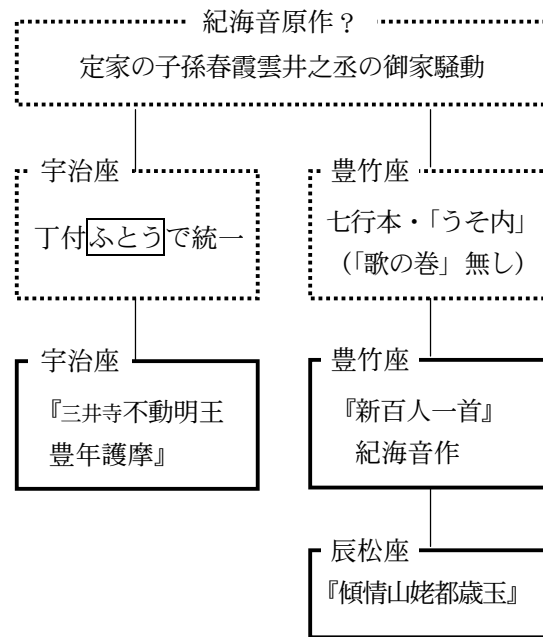 紀海音原作？
定家の子孫春霞雲井之丞の御家騒動
宇治座
丁付ふとうで統一
豊竹座
七行本・「うそ内」
（「歌の巻」無し）
宇治座
『三井寺不動明王
豊年護摩』
豊竹座
『新百人一首』
紀海音作
辰松座
『傾情山姥都歳玉』